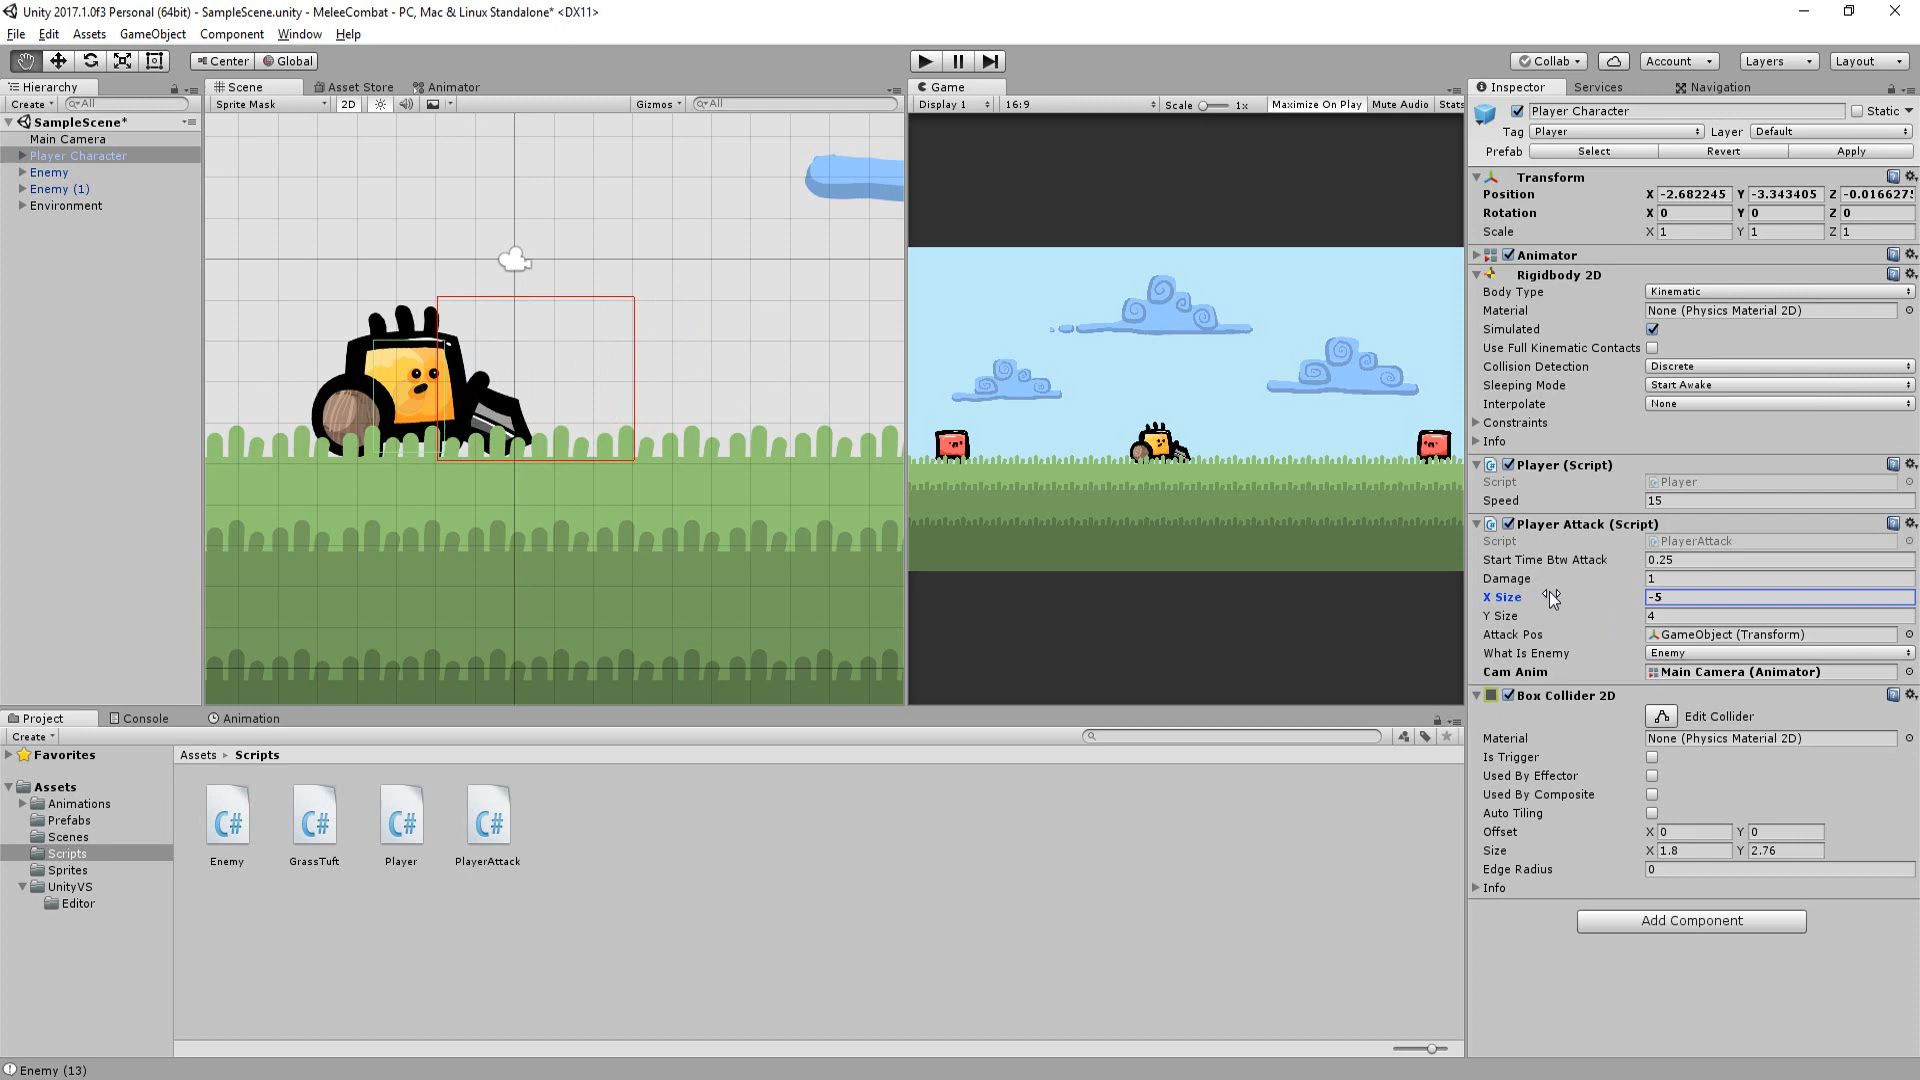 Unity 2017.1.0f3 Personal (64bit) - SampleScene.unity - MeleeCombat - PC, Mac & Linux Standalone* <DX11>
File Edit Assets GameObject Component Window Help
Center Global
Collab Account Layers Layout
Hierarchy
Create All
SampleScene*
Main Camera
Player Character
Enemy
Enemy (1)
Environment
Scene Asset Store Animator
Sprite Mask 2D Gizmos All
Game
Display 1 16:9 Scale 1x Maximize On Play Mute Audio Stats
Inspector Services Navigation
Player Character Static
Tag Player Layer Default
Prefab Select Revert Apply
Transform
Position X -2.682245 Y -3.343405 Z -0.016627
Rotation X 0 Y 0 Z 0
Scale X 1 Y 1 Z 1
Animator
Rigidbody 2D
Body Type Kinematic
Material None (Physics Material 2D)
Simulated
Use Full Kinematic Contacts
Collision Detection Discrete
Sleeping Mode Start Awake
Interpolate None
Constraints
Info
Player (Script)
Script Player
Speed 15
Player Attack (Script)
Script PlayerAttack
Start Time Btw Attack 0.25
Damage 1
X Size -5
Y Size 4
Attack Pos GameObject (Transform)
What Is Enemy Enemy
Cam Anim Main Camera (Animator)
Box Collider 2D
Edit Collider
Material None (Physics Material 2D)
Is Trigger
Used By Effector
Used By Composite
Auto Tiling
Offset X 0 Y 0
Size X 1.8 Y 2.76
Edge Radius 0
Info
Add Component
Project Console Animation
Create
Favorites
Assets
Animations
Prefabs
Scenes
Scripts
Sprites
UnityVS
Editor
Assets Scripts
C# C# C# C#
Enemy GrassTuft Player PlayerAttack
Enemy (13)